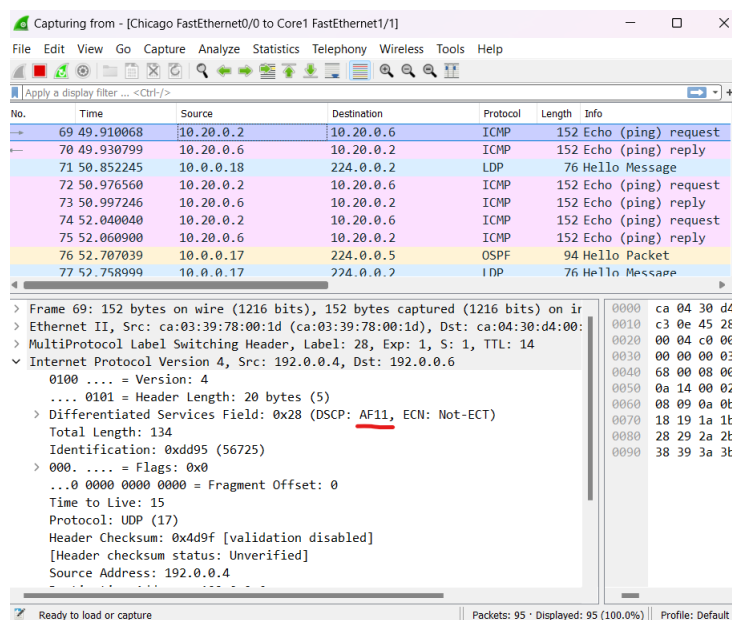 Capturing from - [Chicago FastEthernet0/0 to Core1 FastEthernet1/1]
File Edit View Go Capture Analyze Statistics Telephony Wireless Tools Help
Apply a display filter ... <Ctrl-/>
No. Time Source Destination Protocol Length Info
69 49.910068 10.20.0.2 10.20.0.6 ICMP 152 Echo (ping) request
70 49.930799 10.20.0.6 10.20.0.2 ICMP 152 Echo (ping) reply
71 50.852245 10.0.0.18 224.0.0.2 LDP 76 Hello Message
72 50.976560 10.20.0.2 10.20.0.6 ICMP 152 Echo (ping) request
73 50.997246 10.20.0.6 10.20.0.2 ICMP 152 Echo (ping) reply
74 52.040040 10.20.0.2 10.20.0.6 ICMP 152 Echo (ping) request
75 52.060900 10.20.0.6 10.20.0.2 ICMP 152 Echo (ping) reply
76 52.707039 10.0.0.17 224.0.0.5 OSPF 94 Hello Packet
77 52.758999 10.0.0.17 224.0.0.2 LDP 76 Hello Message
Frame 69: 152 bytes on wire (1216 bits), 152 bytes captured (1216 bits) on
Ethernet II, Src: ca:03:39:78:00:1d (ca:03:39:78:00:1d), Dst: ca:04:30:d4:00:
MultiProtocol Label Switching Header, Label: 28, Exp: 1, S: 1, TTL: 14
Internet Protocol Version 4, Src: 192.0.0.4, Dst: 192.0.0.6
0100 .... = Version: 4
.... 0101 = Header Length: 20 bytes (5)
Differentiated Services Field: 0x28 (DSCP: AF11, ECN: Not-ECT)
Total Length: 134
Identification: 0xdd95 (56725)
000. .... = Flags: 0x0
...0 0000 0000 0000 = Fragment Offset: 0
Time to Live: 15
Protocol: UDP (17)
Header Checksum: 0x4d9f [validation disabled]
[Header checksum status: Unverified]
Source Address: 192.0.0.4
0000 ca 04 30 d4
0010 c3 0e 45 28
0020 00 04 c0 00
0030 00 00 00 03
0040 68 00 08 00
0050 0a 14 00 02
0060 08 09 0a 0b
0070 18 19 1a 1b
0080 28 29 2a 2b
0090 38 39 3a 3b
Ready to load or capture
Packets: 95 · Displayed: 95 (100.0%)
Profile: Default